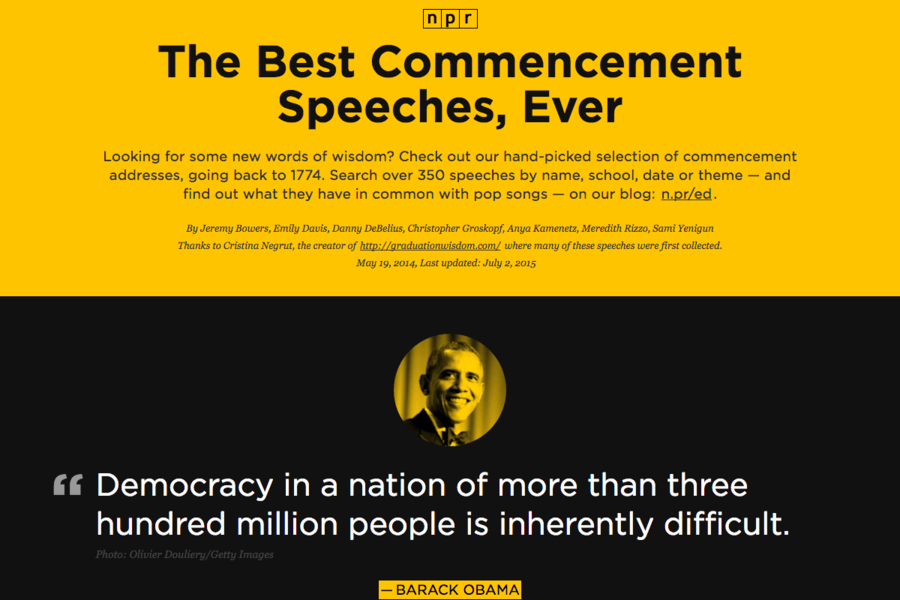 npr
The Best Commencement
Speeches, Ever
Looking for some new words of wisdom? Check out our hand-picked selection of commencement
addresses, going back to 1774. Search over 350 speeches by name, school, date or theme — and
find out what they have in common with pop songs — on our blog: n.pr/ed.
By Jeremy Bowers, Emily Davis, Danny DeBelius, Christopher Groskopf, Anya Kamenetz, Meredith Rizzo, Sami Yenigun
Thanks to Cristina Negrut, the creator of http://graduationwisdom.com/ where many of these speeches were first collected.
May 19, 2014, Last updated: July 2, 2015
“ Democracy in a nation of more than three
hundred million people is inherently difficult.
Photo: Olivier Douliery/Getty Images
— BARACK OBAMA